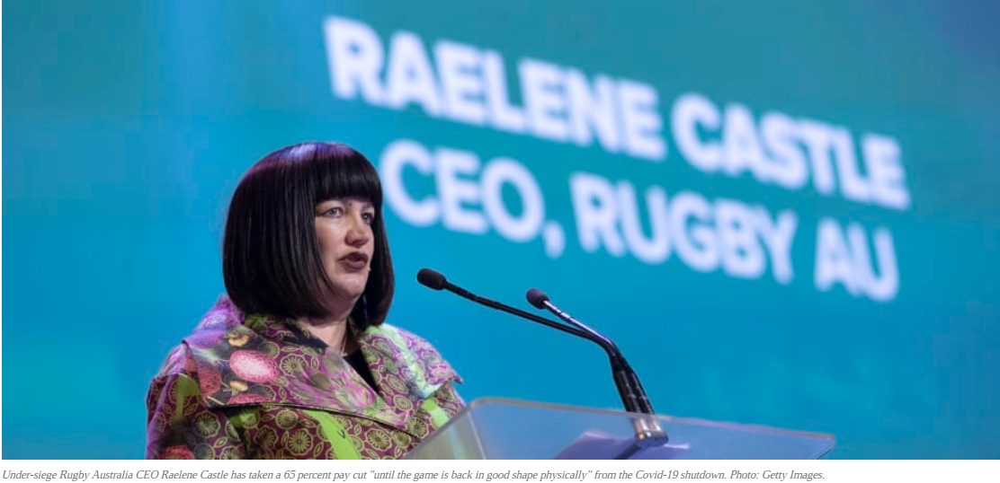 RAELENE CASTLE
CEO, RUGBY AU
Under-siege Rugby Australia CEO Raelene Castle has taken a 65 percent pay cut "until the game is back in good shape physically" from the Covid-19 shutdown. Photo: Getty Images.